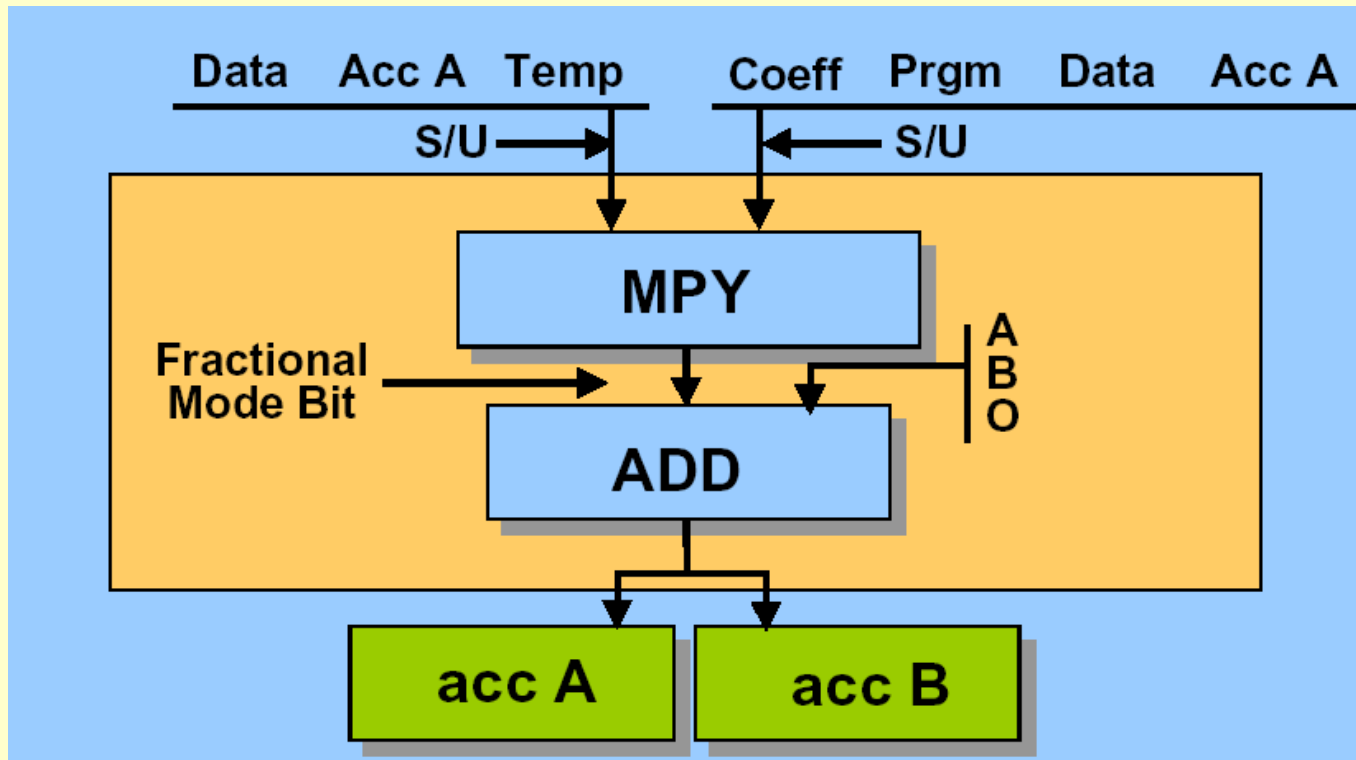 Data Acc A Temp Coeff Prgm Data Acc A
S/U S/U
MPY
Fractional
Mode Bit
A
B
O
ADD
acc A acc B